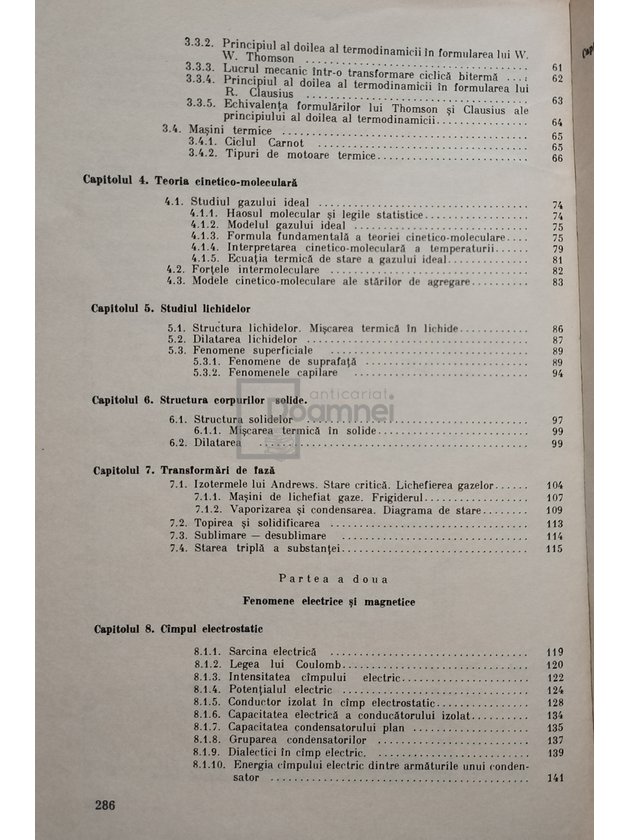 3.3.2. Principiul al doilea al termodinamicii în formularea lui W.
W. Thomson . . . . . 61
3.3.3. Lucrul mecanic într-o transformare ciclică bitermă . . . ; 62
3.3.4. Principiul al doilea al termodinamicii în formularea lui
R. Clausius . . . . . 63
3.3.5. Echivalența formulărilor lui Thomson și Clausius ale
principiului al doilea al termodinamicii. . . . . 64
3.4. Mașini termice . . . . . 65
3.4.1. Ciclul Carnot . . . . . 65
3.4.2. Tipuri de motoare termice . . . . . 66
Capitolul 4. Teoria cinetico-moleculară
4.1. Studiul gazului ideal . . . . . 74
4.1.1. Haosul molecular și legile statistice . . . . . 74
4.1.2. Modelul gazului ideal . . . . . 75
4.1.3. Formula fundamentală a teoriei cinetico-moleculare . . . . 75
4.1.4. Interpretarea cinetico-moleculară a temperaturii . . . . . 79
4.1.5. Ecuația termică de stare a gazului ideal . . . . . 81
4.2. Forțele intermoleculare . . . . . 82
4.3. Modele cinetico-moleculare ale stărilor de agregare . . . . . 83
Capitolul 5. Studiul lichidelor
5.1. Structura lichidelor. Mișcarea termică în lichide . . . . . 86
5.2. Dilatarea lichidelor . . . . . 87
5.3. Fenomene superficiale . . . . . 89
5.3.1. Fenomene de suprafață . . . . . 89
5.3.2. Fenomenele capilare . . . . . 94
anticariat
Doamnei
Capitolul 6. Structura corpurilor solide.
6.1. Structura solidelor . . . . . 97
6.1.1. Mișcarea termică în solide . . . . . 99
6.2. Dilatarea . . . . . 99
Capitolul 7. Transformări de fază
7.1. Izotermele lui Andrews. Stare critică. Lichefierea gazelor . . . . . 104
7.1.1. Mașini de lichefiat gaze. Frigiderul . . . . . 107
7.1.2. Vaporizarea și condensarea. Diagrama de stare . . . . . 109
7.2. Topirea și solidificarea . . . . . 113
7.3. Sublimare — desublimare . . . . . 114
7.4. Starea triplă a substanței . . . . . 115
Partea a doua
Fenomene electrice și magnetice
Capitolul 8. Cîmpul electrostatic
8.1.1. Sarcina electrică . . . . . 119
8.1.2. Legea lui Coulomb . . . . . 120
8.1.3. Intensitatea cîmpului electric . . . . . 122
8.1.4. Potențialul electric . . . . . 124
8.1.5. Conductor izolat în cîmp electrostatic . . . . . 128
8.1.6. Capacitatea electrică a conducătorului izolat . . . . . 134
8.1.7. Capacitatea condensatorului plan . . . . . 135
8.1.8. Gruparea condensatorilor . . . . . 137
8.1.9. Dialectici în cîmp electric. . . . . . 139
8.1.10. Energia cîmpului electric dintre armăturile unui conden-
sator . . . . . 141
286